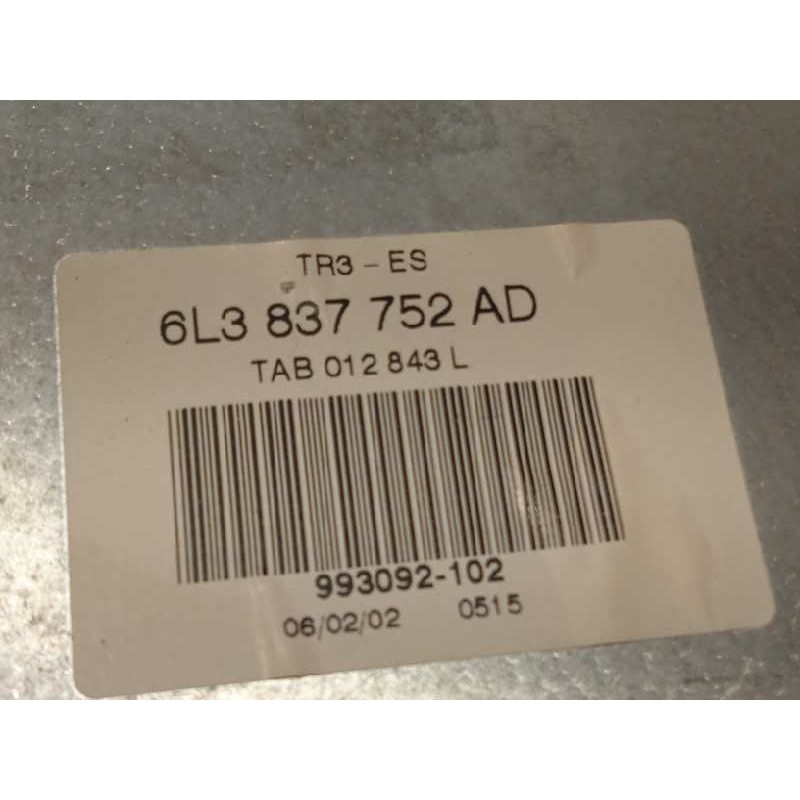 TR3 - ES
6L3 837 752 AD
TAB 012 843 L
993092-102
06/02/02 0515